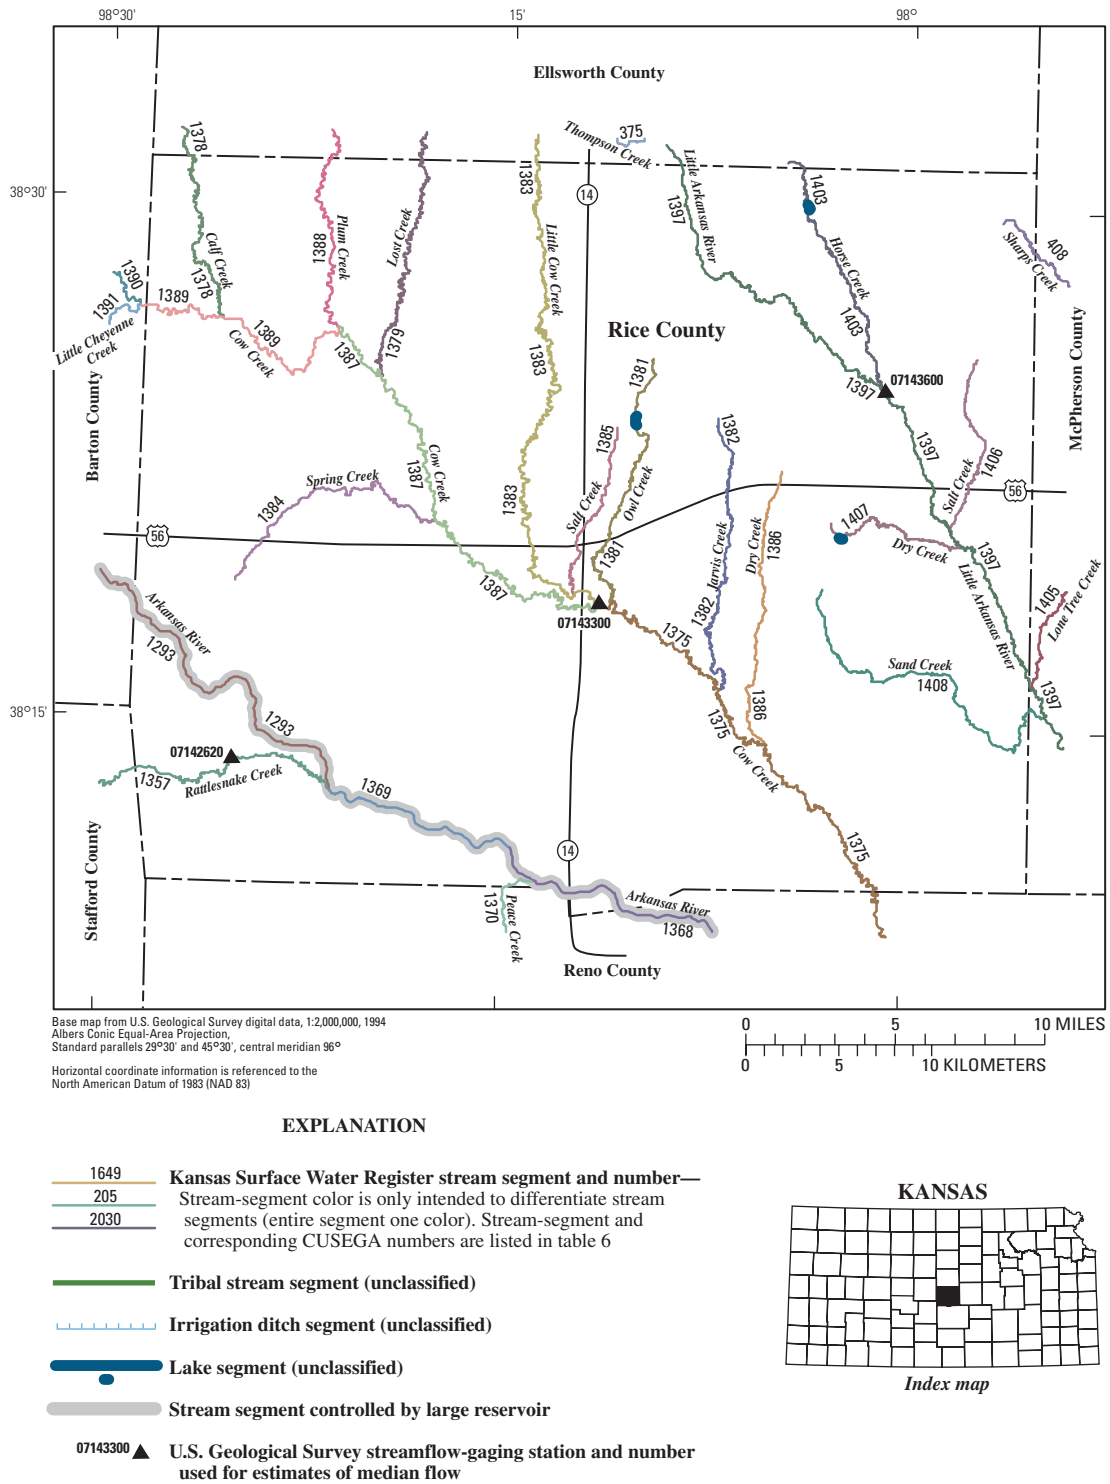 98°30'
15'
98°
Ellsworth County
1378
Thompson Creek
375
Little Arkansas River
1383
14
1397
1403
38°30'
Plum Creek
1388
Lost Creek
Calf Creek
Little Cow Creek
Horse Creek
Sharps Creek
408
1390
1391
1389
1378
Little Cheyenne
Creek
1389
Cow Creek
1387
1379
1383
Rice County
1403
McPherson County
Barton County
1381
1397
07143600
1382
1385
1397
1406
Cow Creek
1387
Spring Creek
1384
1383
Salt Creek
Owl Creek
Salt Creek
56
56
1407
Dry Creek
1386
Dry Creek
1397
Jarvis Creek
1381
1387
07143300
1382
1375
Little Arkansas River
1405
Lone Tree Creek
Arkansas River
1293
Sand Creek
1408
1397
38°15'
1293
1386
1375
Cow Creek
07142620
1357
Rattlesnake Creek
1369
Stafford County
14
1375
1370
Peace Creek
Arkansas River
1368
Reno County
Base map from U.S. Geological Survey digital data, 1:2,000,000, 1994
Albers Conic Equal-Area Projection,
Standard parallels 29°30' and 45°30', central meridian 96°
Horizontal coordinate information is referenced to the
North American Datum of 1983 (NAD 83)
0 5 10 MILES
0 5 10 KILOMETERS
EXPLANATION
1649
205
2030
Kansas Surface Water Register stream segment and number—
Stream-segment color is only intended to differentiate stream
segments (entire segment one color). Stream-segment and
corresponding CUSEGA numbers are listed in table 6
Tribal stream segment (unclassified)
Irrigation ditch segment (unclassified)
Lake segment (unclassified)
Stream segment controlled by large reservoir
07143300
U.S. Geological Survey streamflow-gaging station and number
used for estimates of median flow
KANSAS
Index map